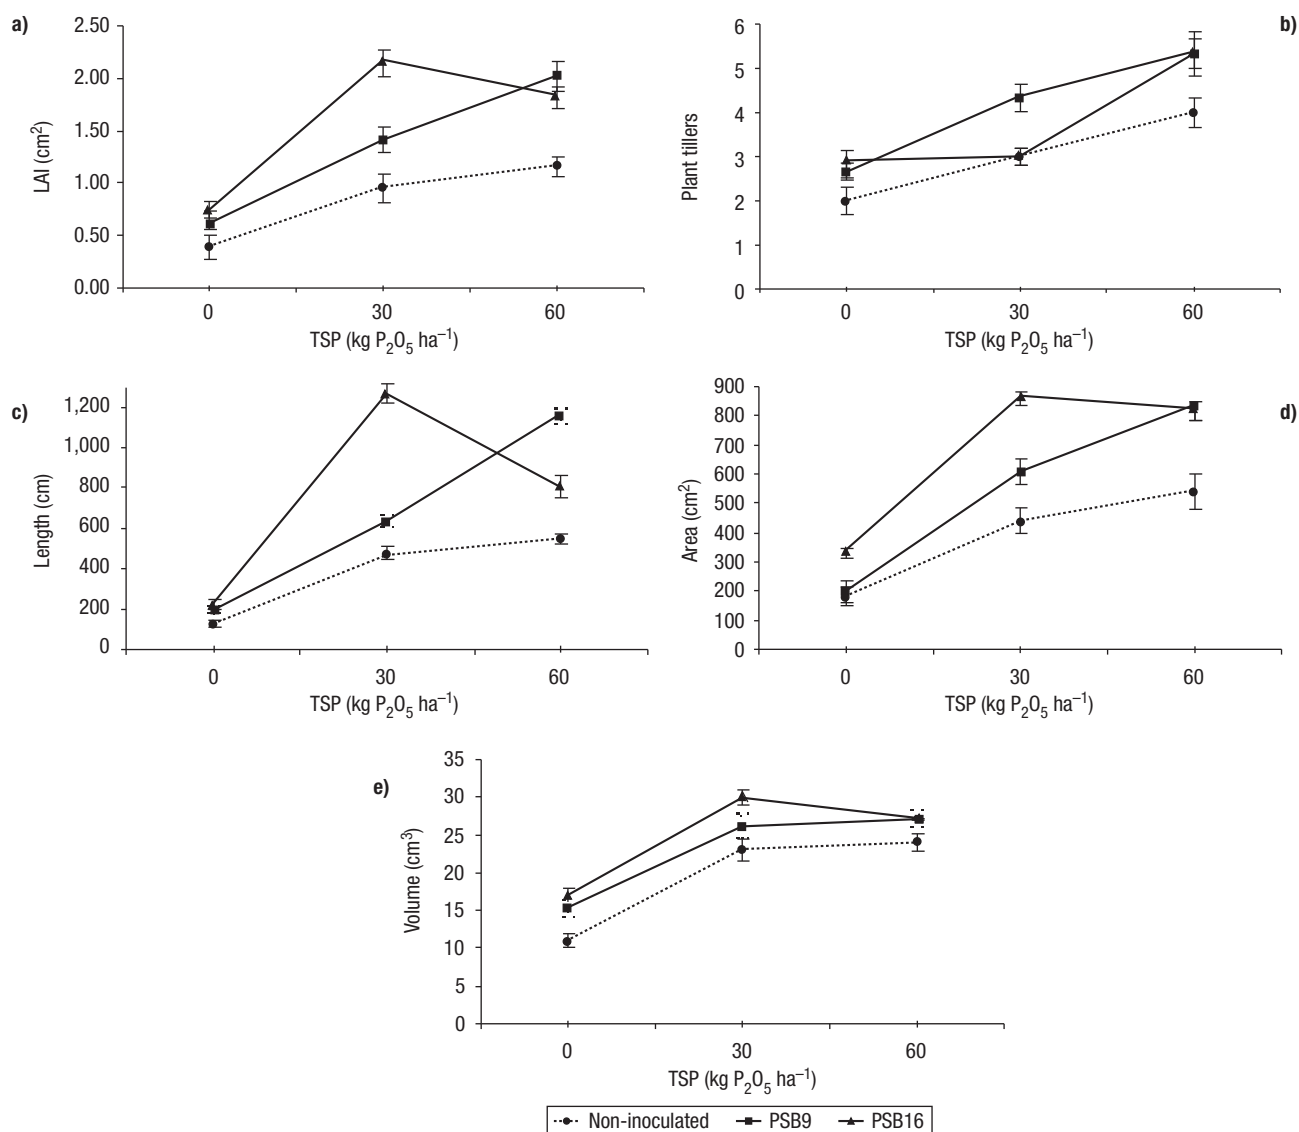 a)
2.50
2.00
1.50
1.00
0.50
0.00
LAI (cm²)
0 30 60
TSP (kg P₂O₅ ha⁻¹)
b)
6
5
4
3
2
1
0
Plant tillers
0 30 60
TSP (kg P₂O₅ ha⁻¹)
c)
1,200
1,000
800
600
400
200
0
Length (cm)
0 30 60
TSP (kg P₂O₅ ha⁻¹)
d)
900
800
700
600
500
400
300
200
100
0
Area (cm²)
0 30 60
TSP (kg P₂O₅ ha⁻¹)
e)
35
30
25
20
15
10
5
0
Volume (cm³)
0 30 60
TSP (kg P₂O₅ ha⁻¹)
Non-inoculated PSB9 PSB16